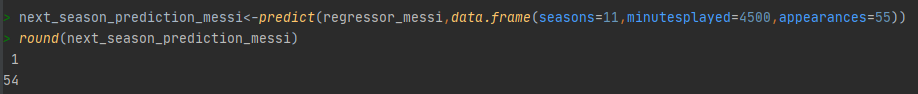 > next_season_prediction_messi<-predict(regressor_messi,data.frame(seasons=11,minutesplayed=4500,appearances=55))
> round(next_season_prediction_messi)
 1
54